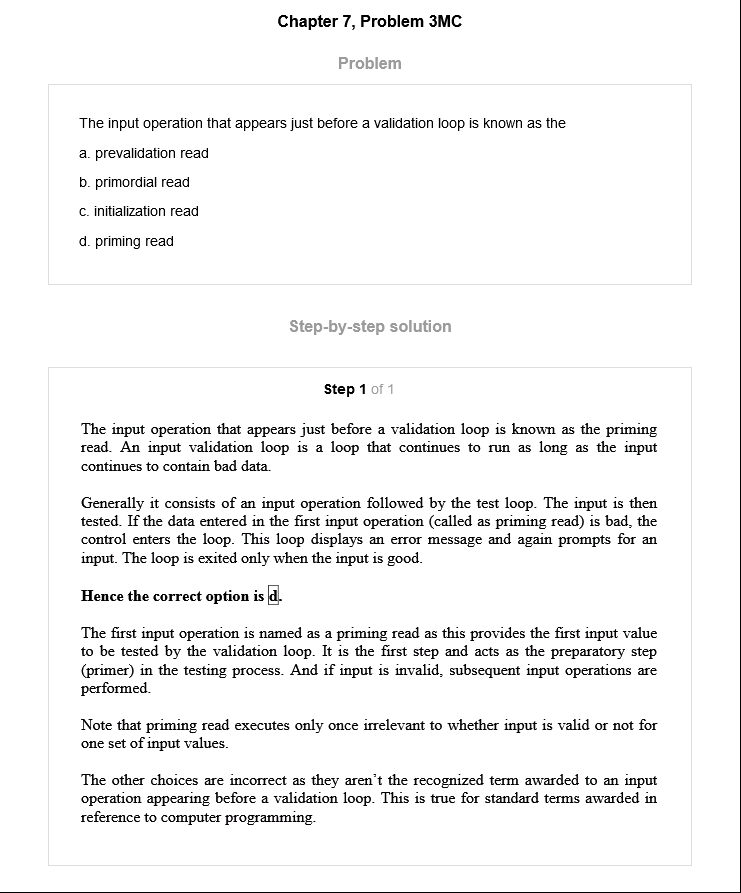 Chapter 7, Problem 3MC
Problem
The input operation that appears just before a validation loop is known as the
a. prevalidation read
b. primordial read
c. initialization read
d. priming read
Step-by-step solution
Step 1 of 1
The input operation that appears just before a validation loop is known as the priming
read. An input validation loop is a loop that continues to run as long as the input
continues to contain bad data.
Generally it consists of an input operation followed by the test loop. The input is then
tested. If the data entered in the first input operation (called as priming read) is bad, the
control enters the loop. This loop displays an error message and again prompts for an
input. The loop is exited only when the input is good.
Hence the correct option is d.
The first input operation is named as a priming read as this provides the first input value
to be tested by the validation loop. It is the first step and acts as the preparatory step
(primer) in the testing process. And if input is invalid, subsequent input operations are
performed.
Note that priming read executes only once irrelevant to whether input is valid or not for
one set of input values.
The other choices are incorrect as they aren’t the recognized term awarded to an input
operation appearing before a validation loop. This is true for standard terms awarded in
reference to computer programming.